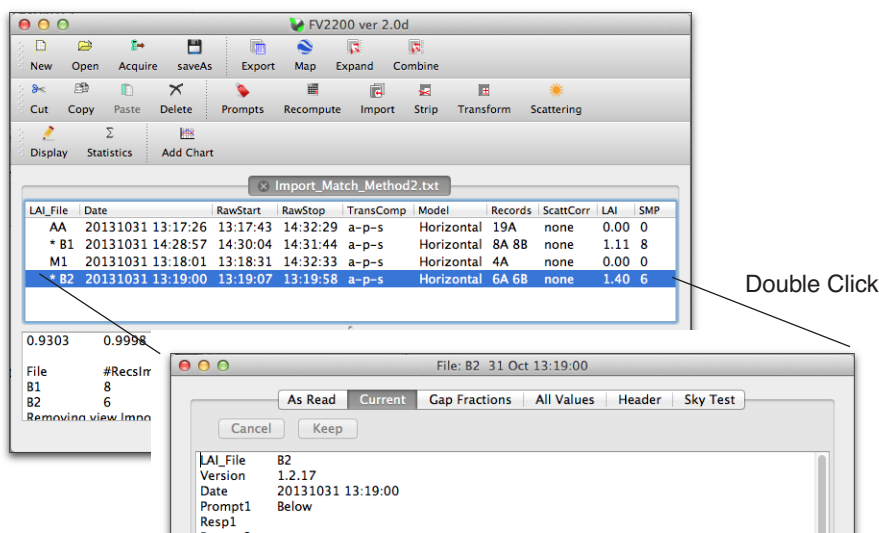 FV2200 ver 2.0d
New Open Acquire saveAs Export Map Expand Combine
Cut Copy Paste Delete Prompts Recompute Import Strip Transform Scattering
Display Statistics Add Chart
Import_Match_Method2.txt
LAI_File Date RawStart RawStop TransComp Model Records ScattCorr LAI SMP
AA 20131031 13:17:26 13:17:43 14:32:29 a-p-s Horizontal 19A none 0.00 0
* B1 20131031 14:28:57 14:30:04 14:31:44 a-p-s Horizontal 8A 8B none 1.11 8
M1 20131031 13:18:01 13:18:31 14:32:33 a-p-s Horizontal 4A none 0.00 0
* B2 20131031 13:19:00 13:19:07 13:19:58 a-p-s Horizontal 6A 6B none 1.40 6
Double Click
0.9303 0.9998
File #RecsIm
B1 8
B2 6
Removing view Impo
File: B2 31 Oct 13:19:00
As Read Current Gap Fractions All Values Header Sky Test
Cancel Keep
LAI_File B2
Version 1.2.17
Date 20131031 13:19:00
Prompt1 Below
Resp1